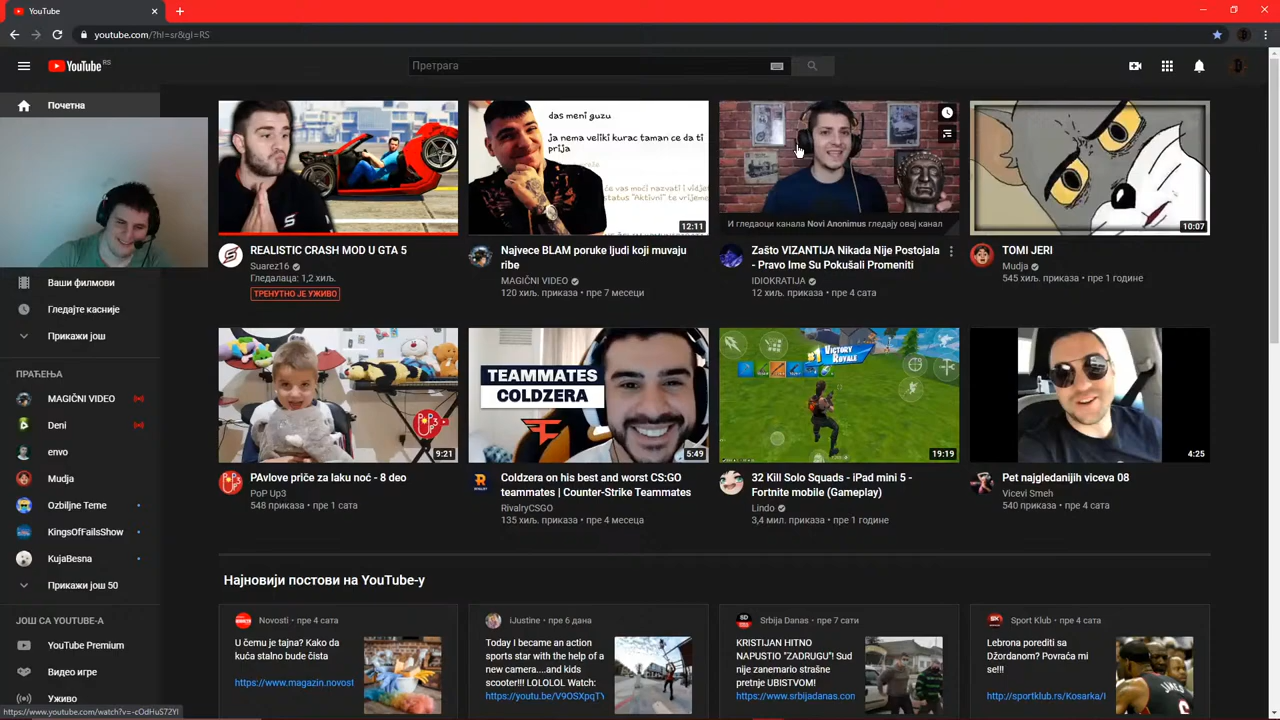 YouTube
youtube.com/?hl=sr&gl=RS
YouTube RS
Претрага
Почетна
Ваши филмови
Гледајте касније
Прикажи још
ПРАЋЕЊА
MAGIČNI VIDEO
Deni
envo
Mudja
Ozbiljne Teme
KingsOfFailsShow
KujaBesna
Прикажи још 50
ЈОШ СА YOUTUBE-А
YouTube Premium
Видео игре
Уживо
https://www.youtube.com/watch?v=-cOdHuS72YI
REALISTIC CRASH MOD U GTA 5
Suarez16
Гледалаца: 1,2 хиљ.
ТРЕНУТНО ЈЕ УЖИВО
das meni guzu
ja nema veliki kurac taman ce da ti
prija
će vas moći nazvati i vidjet
status "Aktivni" te vrijeme
12:11
Najvece BLAM poruke ljudi koji muvaju
ribe
MAGIČNI VIDEO
120 хиљ. приказа • пре 7 месеци
И гледаоци канала Novi Anonimus гледају овај канал
Zašto VIZANTIJA Nikada Nije Postojala
- Pravo Ime Su Pokušali Promeniti
IDIOKRATIJA
12 хиљ. приказа • пре 4 сата
10:07
TOMI JERI
Mudja
545 хиљ. приказа • пре 1 године
PoP UP3
9:21
PAvlove priče za laku noć - 8 deo
PoP Up3
548 приказа • пре 1 сата
TEAMMATES
COLDZERA
5:49
Coldzera on his best and worst CS:GO
teammates | Counter-Strike Teammates
RivalryCSGO
135 хиљ. приказа • пре 4 месеца
VICTORY
ROYALE
19:19
32 Kill Solo Squads - iPad mini 5 -
Fortnite mobile (Gameplay)
Lindo
3,4 мил. приказа • пре 1 године
4:25
Pet najgledanijih viceva 08
Vicevi Smeh
540 приказа • пре 4 сата
Најновији постови на YouTube-у
Novosti • пре 4 сата
U čemu je tajna? Kako da
kuća stalno bude čista
https://www.magazin.novost
iJustine • пре 6 дана
Today I became an action
sports star with the help of a
new camera....and kids
scooter!!! LOLOLOL Watch:
https://youtu.be/V9OSXpqTY
Srbija Danas • пре 7 сати
KRISTIJAN HITNO
NAPUSTIO "ZADRUGU"! Sud
nije zanemario strašne
pretnje UBISTVOM!
https://www.srbijadanas.con
Sport Klub • пре 4 сата
Lebrona porediti sa
Džordanom? Povraća mi
se!!!
http://sportklub.rs/Kosarka/I